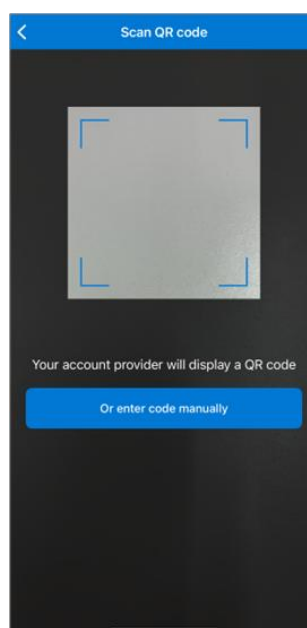 Scan QR code
Your account provider will display a QR code
Or enter code manually